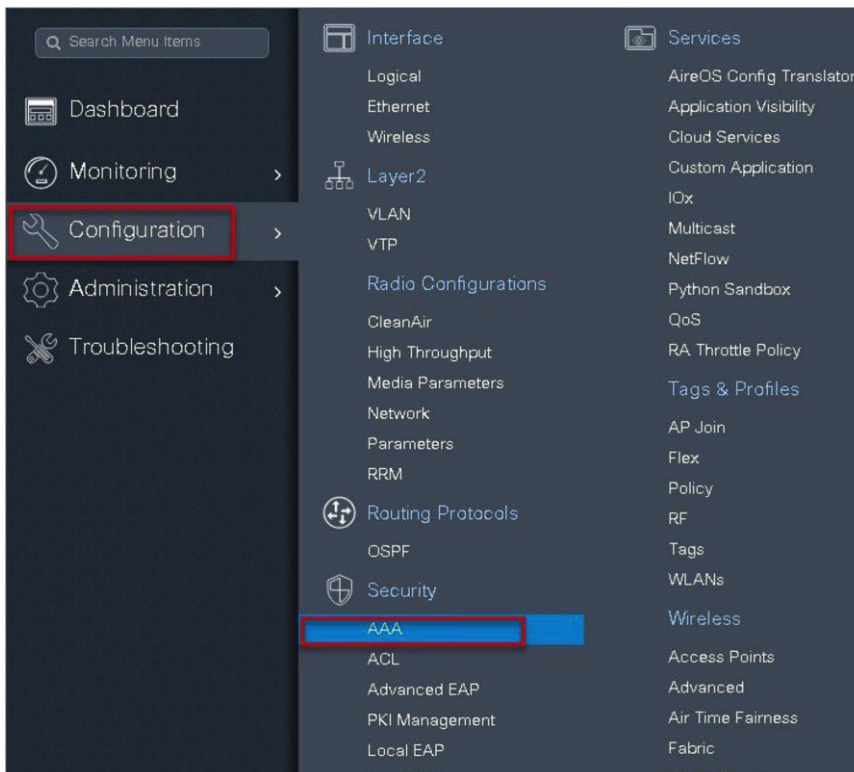 Search Menu Items
Dashboard
Monitoring
Configuration
Administration
Troubleshooting
Interface
Logical
Ethernet
Wireless
Layer2
VLAN
VTP
Radio Configurations
CleanAir
High Throughput
Media Parameters
Network
Parameters
RRM
Routing Protocols
OSPF
Security
AAA
ACL
Advanced EAP
PKI Management
Local EAP
Services
AireOS Config Translator
Application Visibility
Cloud Services
Custom Application
IOx
Multicast
NetFlow
Python Sandbox
QoS
RA Throttle Policy
Tags & Profiles
AP Join
Flex
Policy
RF
Tags
WLANs
Wireless
Access Points
Advanced
Air Time Fairness
Fabric